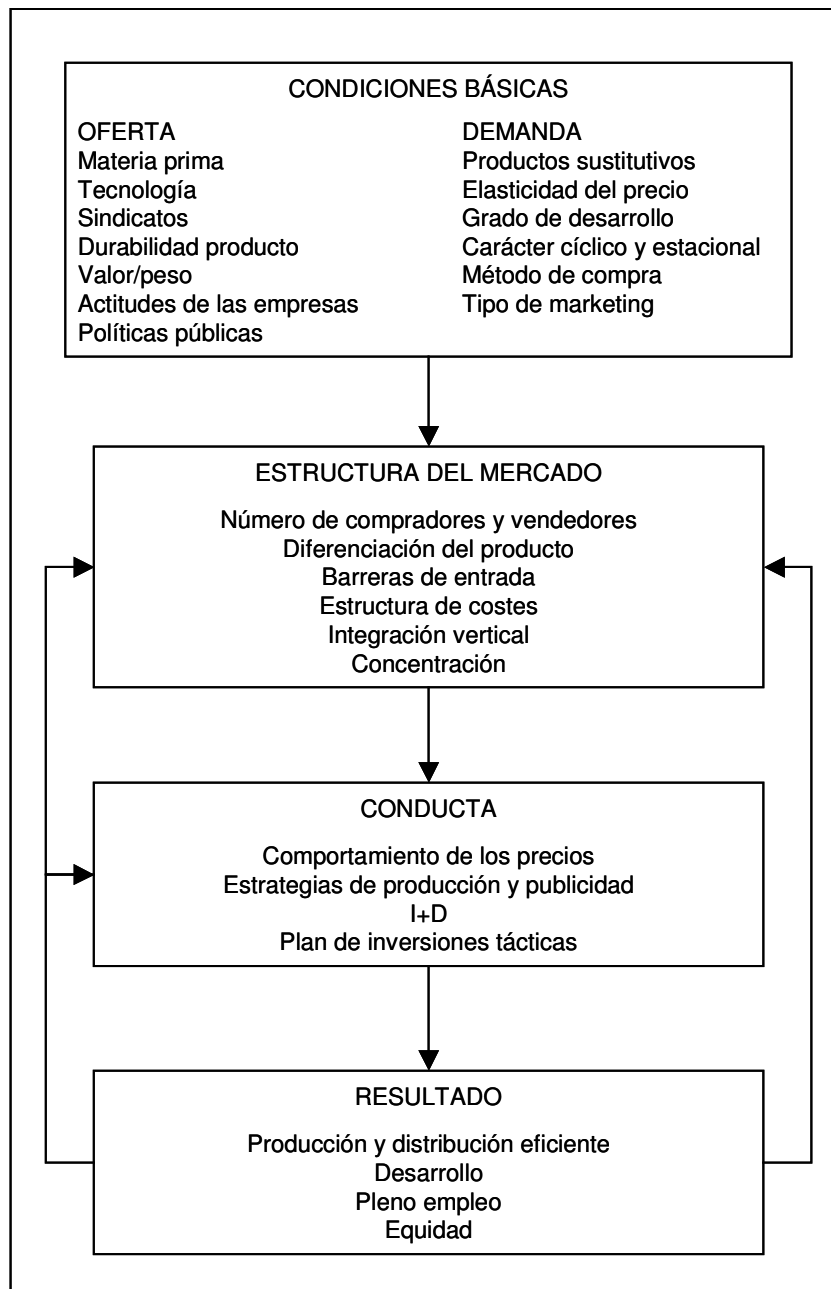 CONDICIONES BÁSICAS
OFERTA
Materia prima
Tecnología
Sindicatos
Durabilidad producto
Valor/peso
Actitudes de las empresas
Políticas públicas
DEMANDA
Productos sustitutivos
Elasticidad del precio
Grado de desarrollo
Carácter cíclico y estacional
Método de compra
Tipo de marketing
ESTRUCTURA DEL MERCADO
Número de compradores y vendedores
Diferenciación del producto
Barreras de entrada
Estructura de costes
Integración vertical
Concentración
CONDUCTA
Comportamiento de los precios
Estrategias de producción y publicidad
I+D
Plan de inversiones tácticas
RESULTADO
Producción y distribución eficiente
Desarrollo
Pleno empleo
Equidad